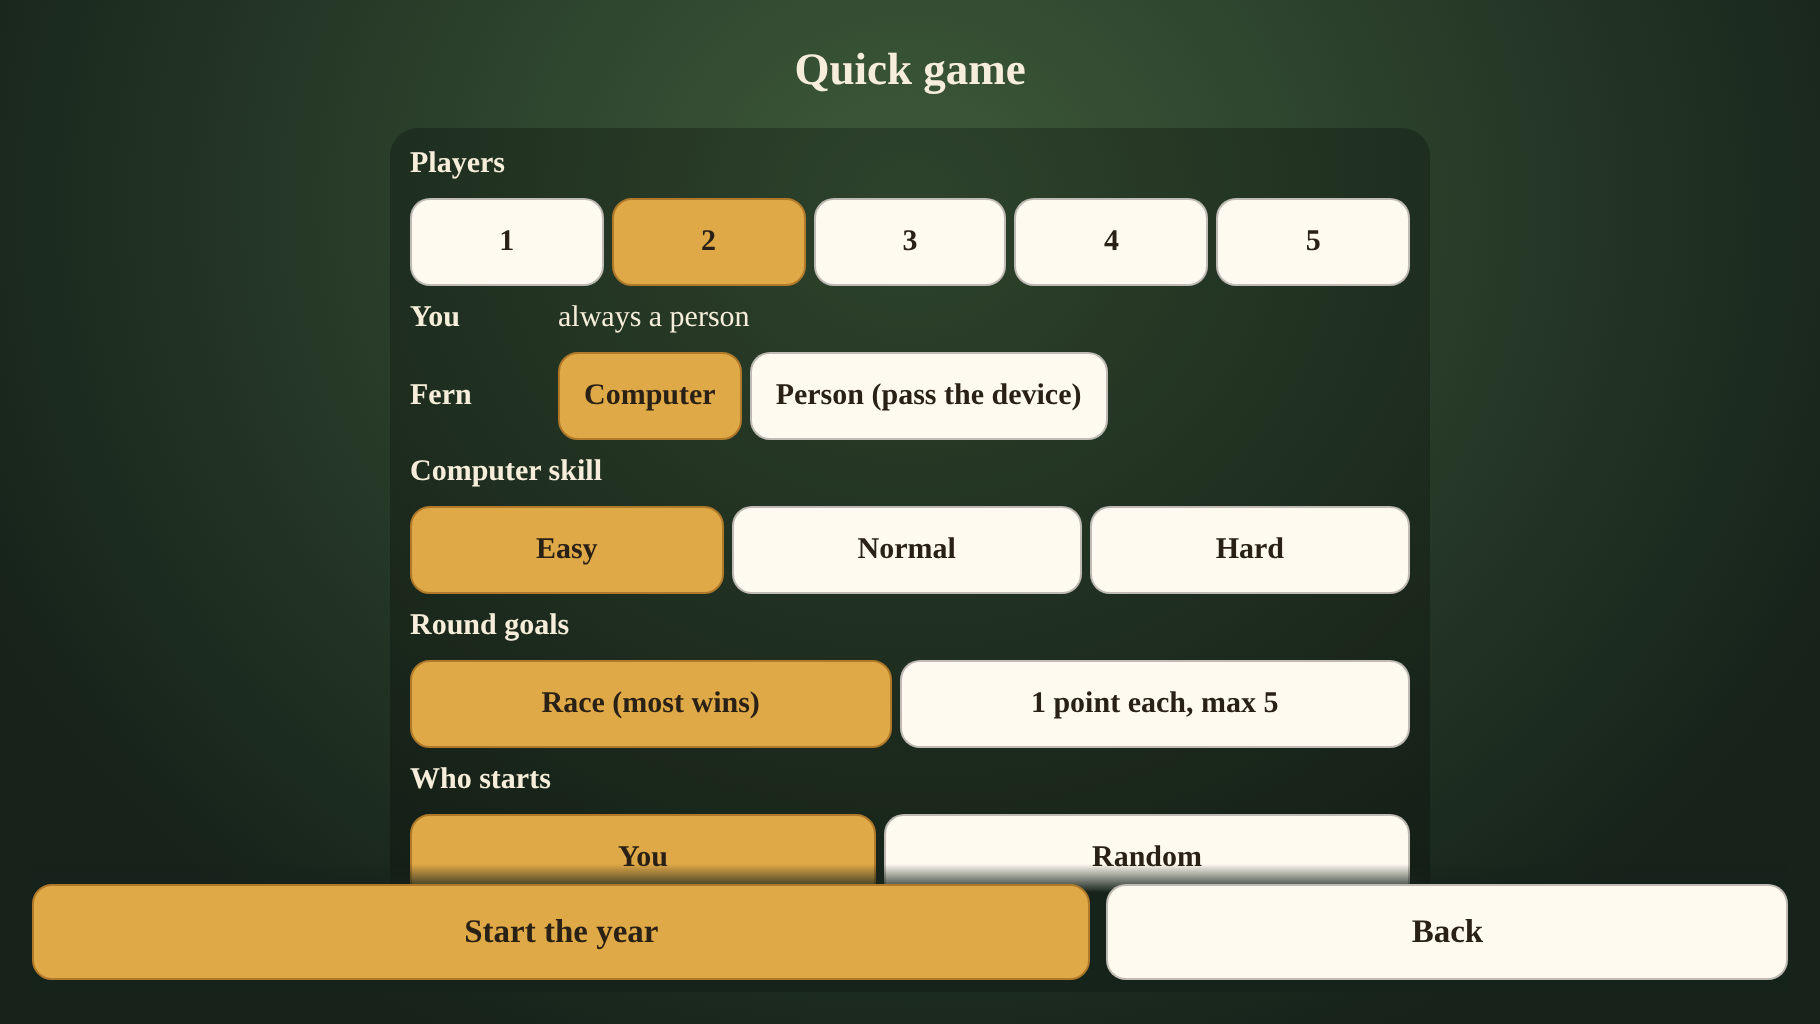 Quick game
Players
1 2 3 4 5
You always a person
Fern Computer Person (pass the device)
Computer skill
Easy Normal Hard
Round goals
Race (most wins) 1 point each, max 5
Who starts
You Random
Start the year Back